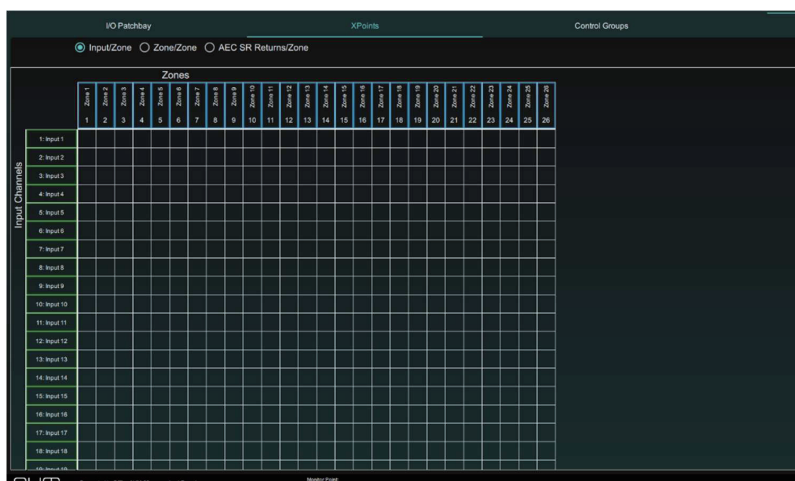 I/O Patchbay XPoints Control Groups
Input/Zone Zone/Zone AEC SR Returns/Zone
Zones
Zone 1 Zone 2 Zone 3 Zone 4 Zone 5 Zone 6 Zone 7 Zone 8 Zone 9 Zone 10 Zone 11 Zone 12 Zone 13 Zone 14 Zone 15 Zone 16 Zone 17 Zone 18 Zone 19 Zone 20 Zone 21 Zone 22 Zone 23 Zone 24 Zone 25 Zone 26
1 2 3 4 5 6 7 8 9 10 11 12 13 14 15 16 17 18 19 20 21 22 23 24 25 26
Input Channels
1: Input 1
2: Input 2
3: Input 3
4: Input 4
5: Input 5
6: Input 6
7: Input 7
8: Input 8
9: Input 9
10: Input 10
11: Input 11
12: Input 12
13: Input 13
14: Input 14
15: Input 15
16: Input 16
17: Input 17
18: Input 18
19: Input 19
Monitor Point